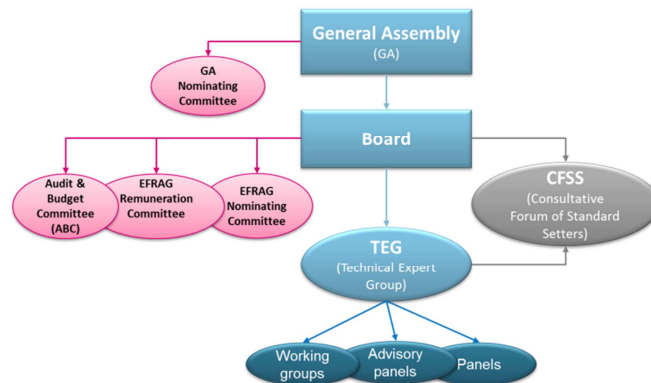 General Assembly
(GA)
GA
Nominating
Committee
Board
Audit &
Budget
Committee
(ABC)
EFRAG
Remuneration
Committee
EFRAG
Nominating
Committee
CFSS
(Consultative
Forum of Standard
Setters)
TEG
(Technical Expert
Group)
Working
groups
Advisory
panels
Panels